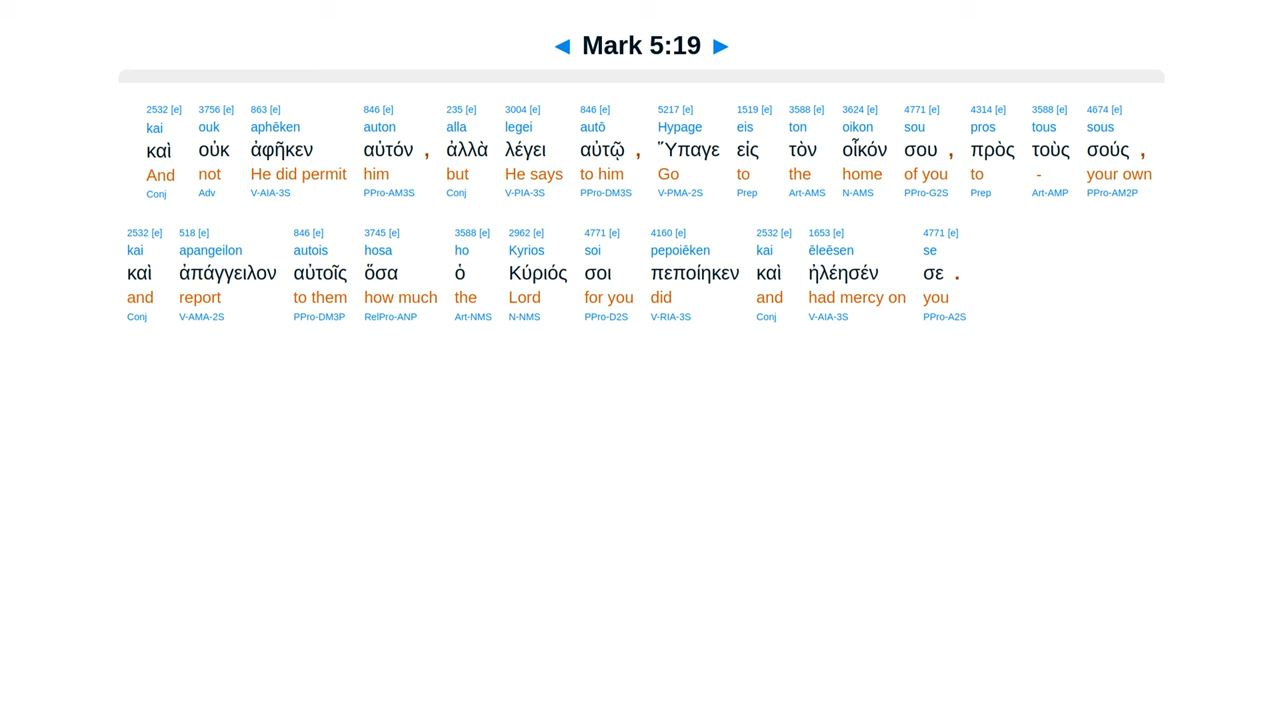 ◄ Mark 5:19 ►
2532 [e] 3756 [e] 863 [e] 846 [e] 235 [e] 3004 [e] 846 [e] 5217 [e] 1519 [e] 3588 [e] 3624 [e] 4771 [e] 4314 [e] 3588 [e] 4674 [e]
kai ouk aphēken auton alla legei autō Hypage eis ton oikon sou pros tous sous
καὶ οὐκ ἀφῆκεν αὐτόν , ἀλλὰ λέγει αὐτῷ , Ὕπαγε εἰς τὸν οἶκόν σου , πρὸς τοὺς σούς ,
And not He did permit him but He says to him Go to the home of you to - your own
Conj Adv V-AIA-3S PPro-AM3S Conj V-PIA-3S PPro-DM3S V-PMA-2S Prep Art-AMS N-AMS PPro-G2S Prep Art-AMP PPro-AM2P
2532 [e] 518 [e] 846 [e] 3745 [e] 3588 [e] 2962 [e] 4771 [e] 4160 [e] 2532 [e] 1653 [e] 4771 [e]
kai apangeilon autois hosa ho Kyrios soi pepoiēken kai ēleēsen se
καὶ ἀπάγγειλον αὐτοῖς ὅσα ὁ Κύριός σοι πεποίηκεν καὶ ἠλέησέν σε .
and report to them how much the Lord for you did and had mercy on you
Conj V-AMA-2S PPro-DM3P RelPro-ANP Art-NMS N-NMS PPro-D2S V-RIA-3S Conj V-AIA-3S PPro-A2S